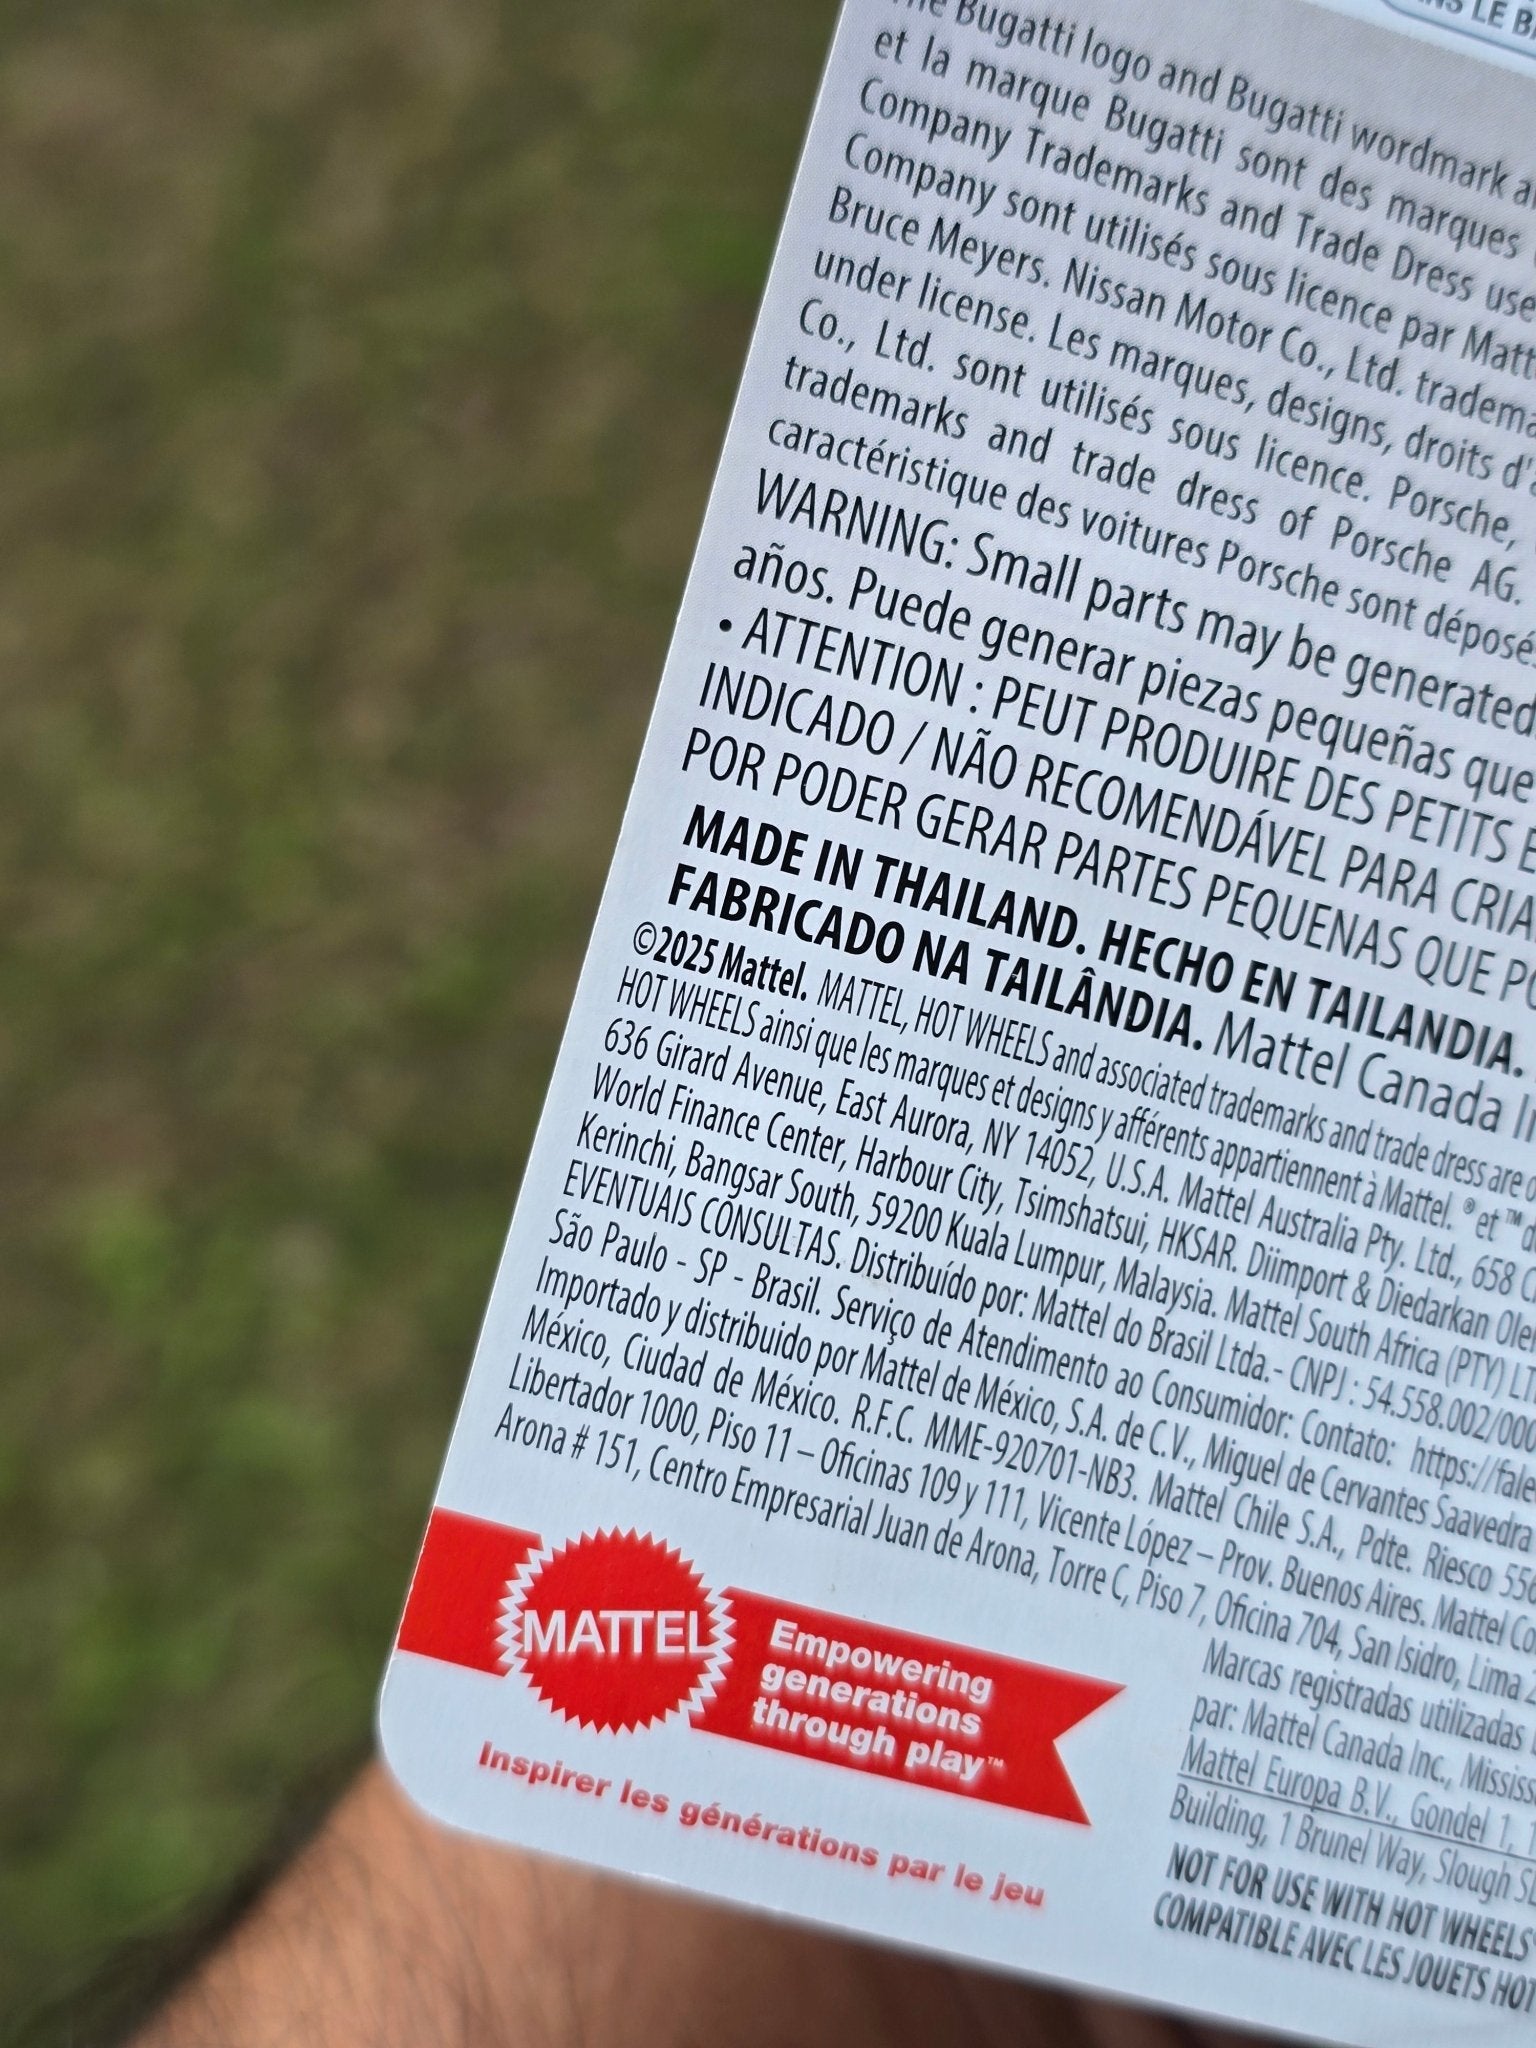 LE
Bugatti logo and Bugatti wordmark
et la marque Bugatti sont des marques
Company Trademarks and Trade Dress
Company sont utilisés sous licence par
Bruce Meyers. Nissan Motor Co., Ltd.
under license. Les marques, designs, droits
Co., Ltd. sont utilisés sous licence. Porsche,
trademarks and trade dress of Porsche AG.
caractéristique des voitures Porsche sont
WARNING: Small parts may be generated
años. Puede generar piezas pequeñas que
• ATTENTION : PEUT PRODUIRE DES PETITS
INDICADO / NÃO RECOMENDÁVEL PARA
POR PODER GERAR PARTES PEQUENAS QUE
MADE IN THAILAND. HECHO EN TAILANDIA.
FABRICADO NA TAILÂNDIA. Mattel Canada
©2025 Mattel. MATTEL, HOT WHEELS and associated trademarks and trade dress are
HOT WHEELS ainsi que les marques et designs y afférents appartiennent à Mattel. ® et ™
636 Girard Avenue, East Aurora, NY 14052, U.S.A. Mattel Australia Pty. Ltd., 658
World Finance Center, Harbour City, Tsimshatsui, HKSAR. Diimport & Diedarkan
Kerinchi, Bangsar South, 59200 Kuala Lumpur, Malaysia. Mattel South Africa (PTY)
EVENTUAIS CONSULTAS. Distribuído por: Mattel do Brasil Ltda.- CNPJ : 54.558.002/
São Paulo - SP - Brasil. Serviço de Atendimento ao Consumidor: Contato: https://
Importado y distribuido por Mattel de México, S.A. de C.V., Miguel de Cervantes Saavedra
México, Ciudad de México. R.F.C. MME-920701-NB3. Mattel Chile S.A., Pdte. Riesco
Libertador 1000, Piso 11 – Oficinas 109 y 111, Vicente López – Prov. Buenos Aires. Mattel
Arona # 151, Centro Empresarial Juan de Arona, Torre C, Piso 7, Oficina 704, San Isidro, Lima
MATTEL
Empowering
generations
through play™
Inspirer les générations par le jeu
Marcas registradas utilizadas
par: Mattel Canada Inc.,
Mattel Europa B.V., Gondel 1,
Building, 1 Brunel Way, Slough
NOT FOR USE WITH HOT WHEELS
COMPATIBLE AVEC LES JOUETS